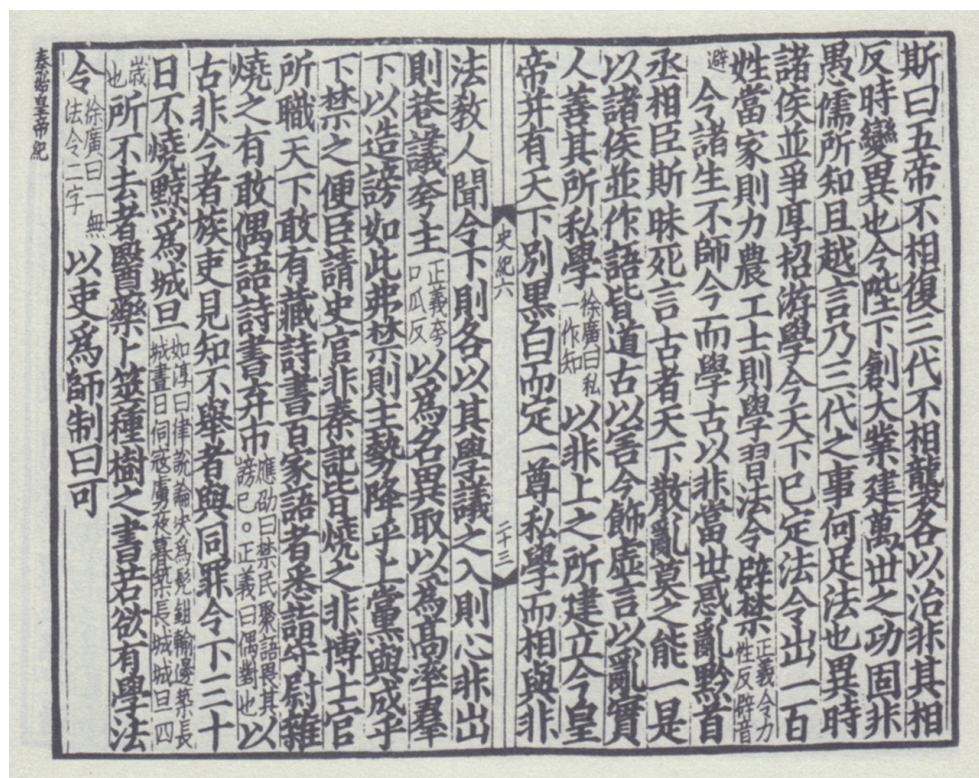 斯曰五帝不相復三代不相襲各以治非其相
反時變異也今陛下創大業建萬世之功固非
愚儒所知且越言乃三代之事何足法也異時
諸侯並爭厚招游學今天下已定法令出一百
姓當家則力農工士則學習法令辟禁正義令力性反辟音
避今諸生不師今而學古以非當世惑亂黔首
丞相臣斯昧死言古者天下散亂莫之能一是
以諸侯並作語皆道古以害今飾虛言以亂實
人善其所私學徐廣曰私一作知以非上之所建立今皇
帝并有天下別黑白而定一尊私學而相與非
史紀六
二十三
法教人聞令下則各以其學議之入則心非出
則巷議夸主正義夸口瓜反以爲名異取以爲高率羣
下以造謗如此弗禁則主勢降乎上黨與成乎
下禁之便臣請史官非秦記皆燒之非博士官
所職天下敢有藏詩書百家語者悉詣守尉雜
燒之有敢偶語詩書弃市應劭曰禁民聚語畏其謗已。正義曰偶對也以
古非今者族吏見知不舉者與同罪令下三十
日不燒黥爲城旦如淳曰律說論決爲髡鉗輸邊築長城晝日伺寇虜夜暮築長城城旦四
歲也所不去者醫藥卜筮種樹之書若欲有學法
令徐廣曰一無法令二字以吏爲師制曰可
秦始皇帝紀